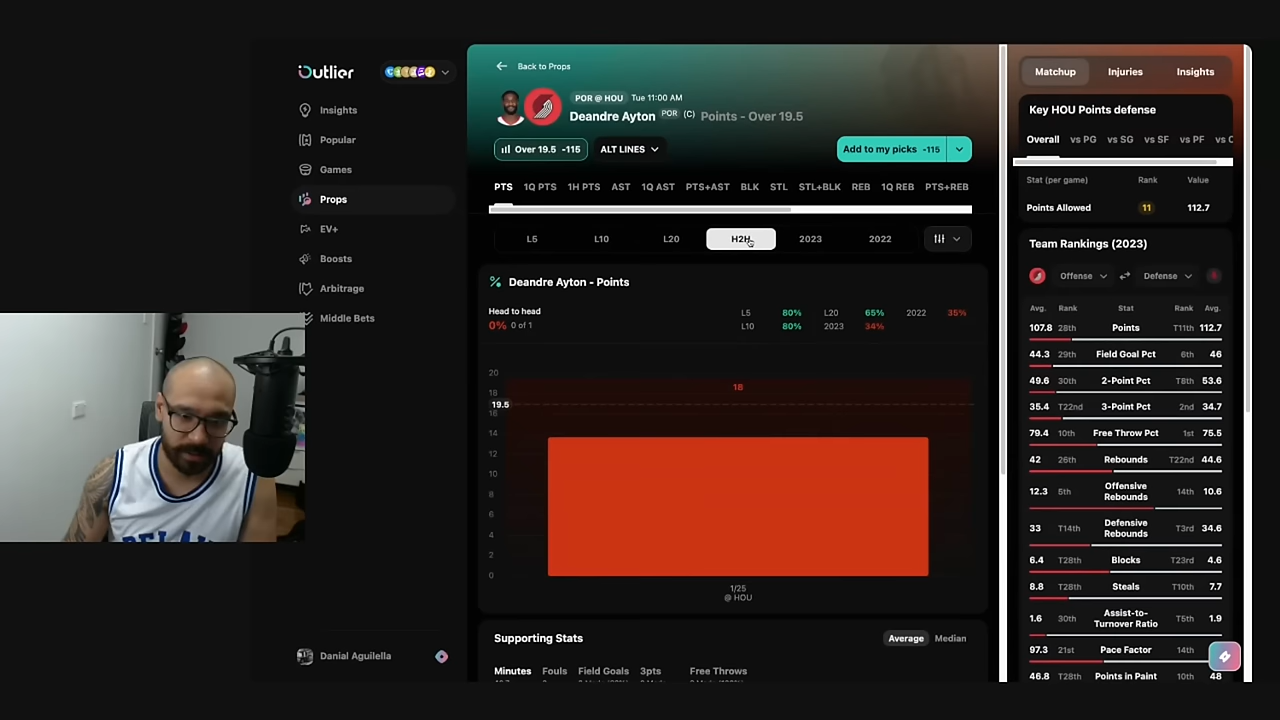 Outlier
Insights
Popular
Games
Props
EV+
Boosts
Arbitrage
Middle Bets
Danial Aguilella
Back to Props
POR @ HOU Tue 11:00 AM
Deandre Ayton POR (C) Points - Over 19.5
Over 19.5 -115 ALT LINES
Add to my picks -115
PTS 1Q PTS 1H PTS AST 1Q AST PTS+AST BLK STL STL+BLK REB 1Q REB PTS+REB
L5 L10 L20 H2H 2023 2022
Deandre Ayton - Points
Head to head
0% 0 of 1
L5 80% L20 65% 2022 35%
L10 80% 2023 34%
20
18
19.5
16
14
12
10
8
6
4
2
0
18
1/25
@ HOU
Supporting Stats
Average Median
Minutes Fouls Field Goals 3pts Free Throws
Matchup Injuries Insights
Key HOU Points defense
Overall vs PG vs SG vs SF vs PF vs C
Stat (per game) Rank Value
Points Allowed 11 112.7
Team Rankings (2023)
Offense Defense
Avg. Rank Stat Rank Avg.
107.8 28th Points T11th 112.7
44.3 29th Field Goal Pct 6th 46
49.6 30th 2-Point Pct T8th 53.6
35.4 T22nd 3-Point Pct 2nd 34.7
79.4 10th Free Throw Pct 1st 75.5
42 26th Rebounds T22nd 44.6
12.3 5th Offensive Rebounds 14th 10.6
33 T14th Defensive Rebounds T3rd 34.6
6.4 T28th Blocks T23rd 4.6
8.8 T28th Steals T10th 7.7
1.6 30th Assist-to-Turnover Ratio T5th 1.9
97.3 21st Pace Factor 14th
46.8 T28th Points in Paint 10th 48